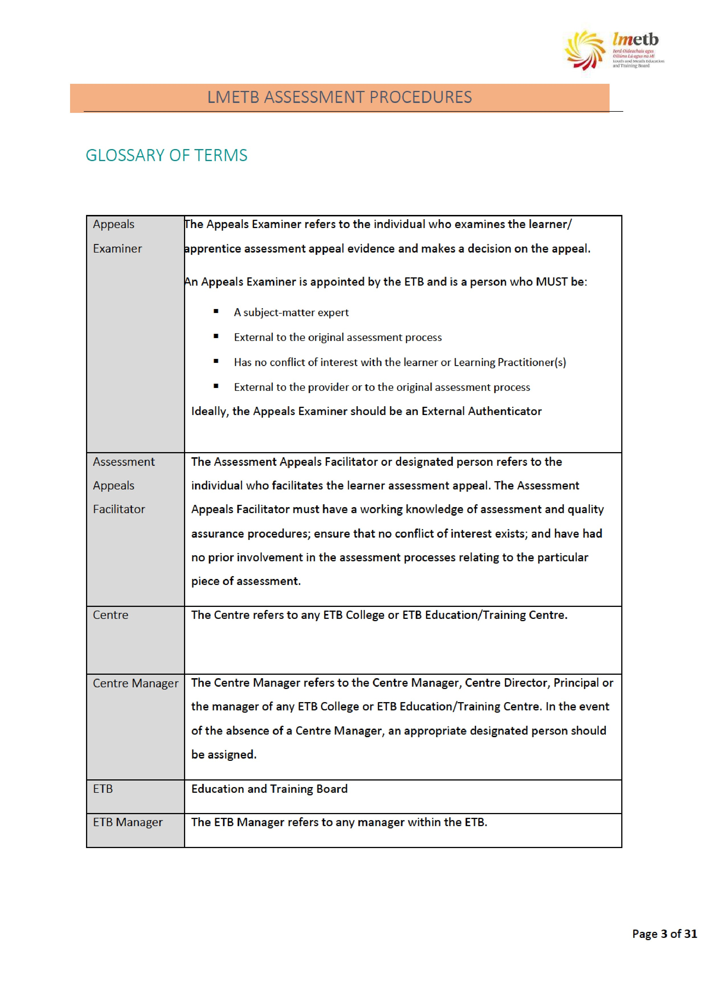 lmetb
Bord Oideachais agus
Oiliúna Lú agus na Mí
Louth and Meath Education
and Training Board
LMETB ASSESSMENT PROCEDURES
GLOSSARY OF TERMS
Appeals
Examiner
The Appeals Examiner refers to the individual who examines the learner/
apprentice assessment appeal evidence and makes a decision on the appeal.
An Appeals Examiner is appointed by the ETB and is a person who MUST be:
▪ A subject-matter expert
▪ External to the original assessment process
▪ Has no conflict of interest with the learner or Learning Practitioner(s)
▪ External to the provider or to the original assessment process
Ideally, the Appeals Examiner should be an External Authenticator
Assessment
Appeals
Facilitator
The Assessment Appeals Facilitator or designated person refers to the
individual who facilitates the learner assessment appeal. The Assessment
Appeals Facilitator must have a working knowledge of assessment and quality
assurance procedures; ensure that no conflict of interest exists; and have had
no prior involvement in the assessment processes relating to the particular
piece of assessment.
Centre
The Centre refers to any ETB College or ETB Education/Training Centre.
Centre Manager
The Centre Manager refers to the Centre Manager, Centre Director, Principal or
the manager of any ETB College or ETB Education/Training Centre. In the event
of the absence of a Centre Manager, an appropriate designated person should
be assigned.
ETB
Education and Training Board
ETB Manager
The ETB Manager refers to any manager within the ETB.
Page 3 of 31